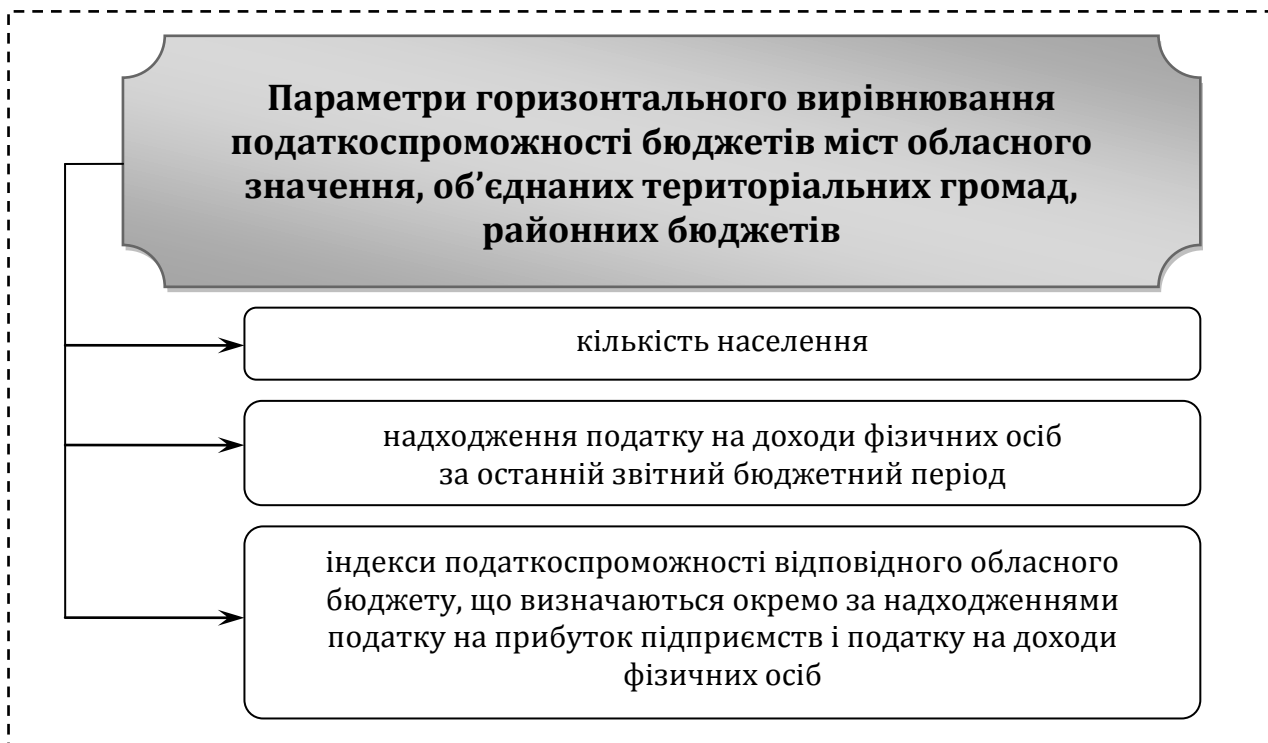 Параметри горизонтального вирівнювання
податкоспроможності бюджетів міст обласного
значення, об’єднаних територіальних громад,
районних бюджетів
кількість населення
надходження податку на доходи фізичних осіб
за останній звітний бюджетний період
індекси податкоспроможності відповідного обласного
бюджету, що визначаються окремо за надходженнями
податку на прибуток підприємств і податку на доходи
фізичних осіб